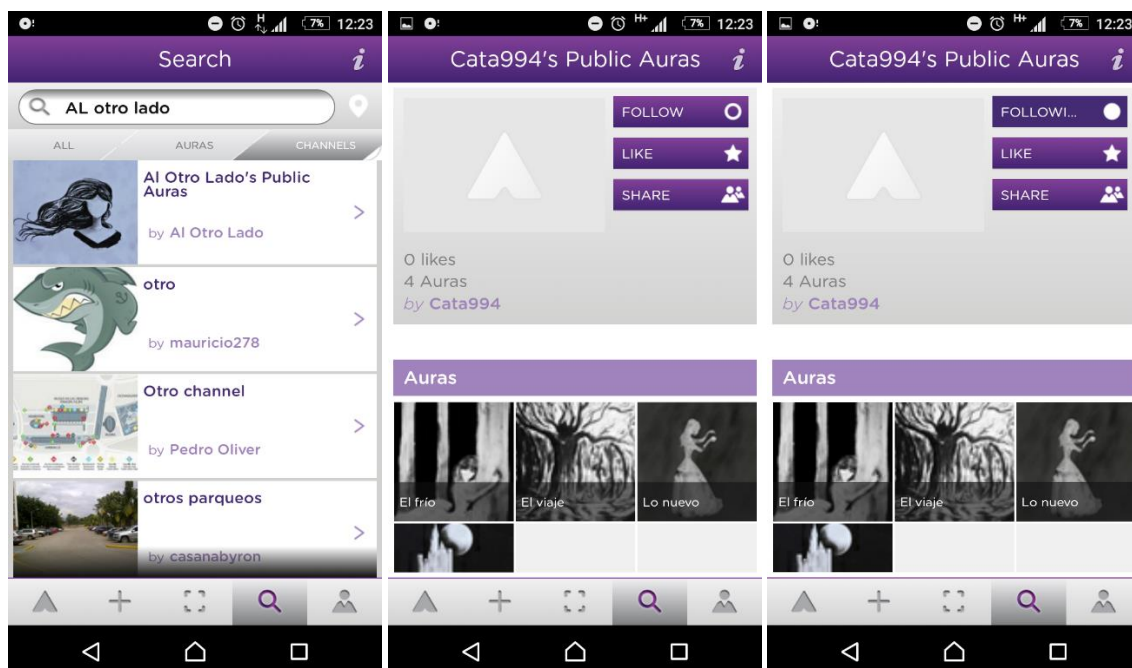 H 7% 12:23
Search
AL otro lado
ALL AURAS CHANNELS
Al Otro Lado's Public
Auras
by Al Otro Lado
otro
by mauricio278
Otro channel
by Pedro Oliver
otros parqueos
by casanabyron
H+ 7% 12:23
Cata994's Public Auras
FOLLOW
LIKE
SHARE
0 likes
4 Auras
by Cata994
Auras
El frío El viaje Lo nuevo
H+ 7% 12:23
Cata994's Public Auras
FOLLOWI...
LIKE
SHARE
0 likes
4 Auras
by Cata994
Auras
El frío El viaje Lo nuevo